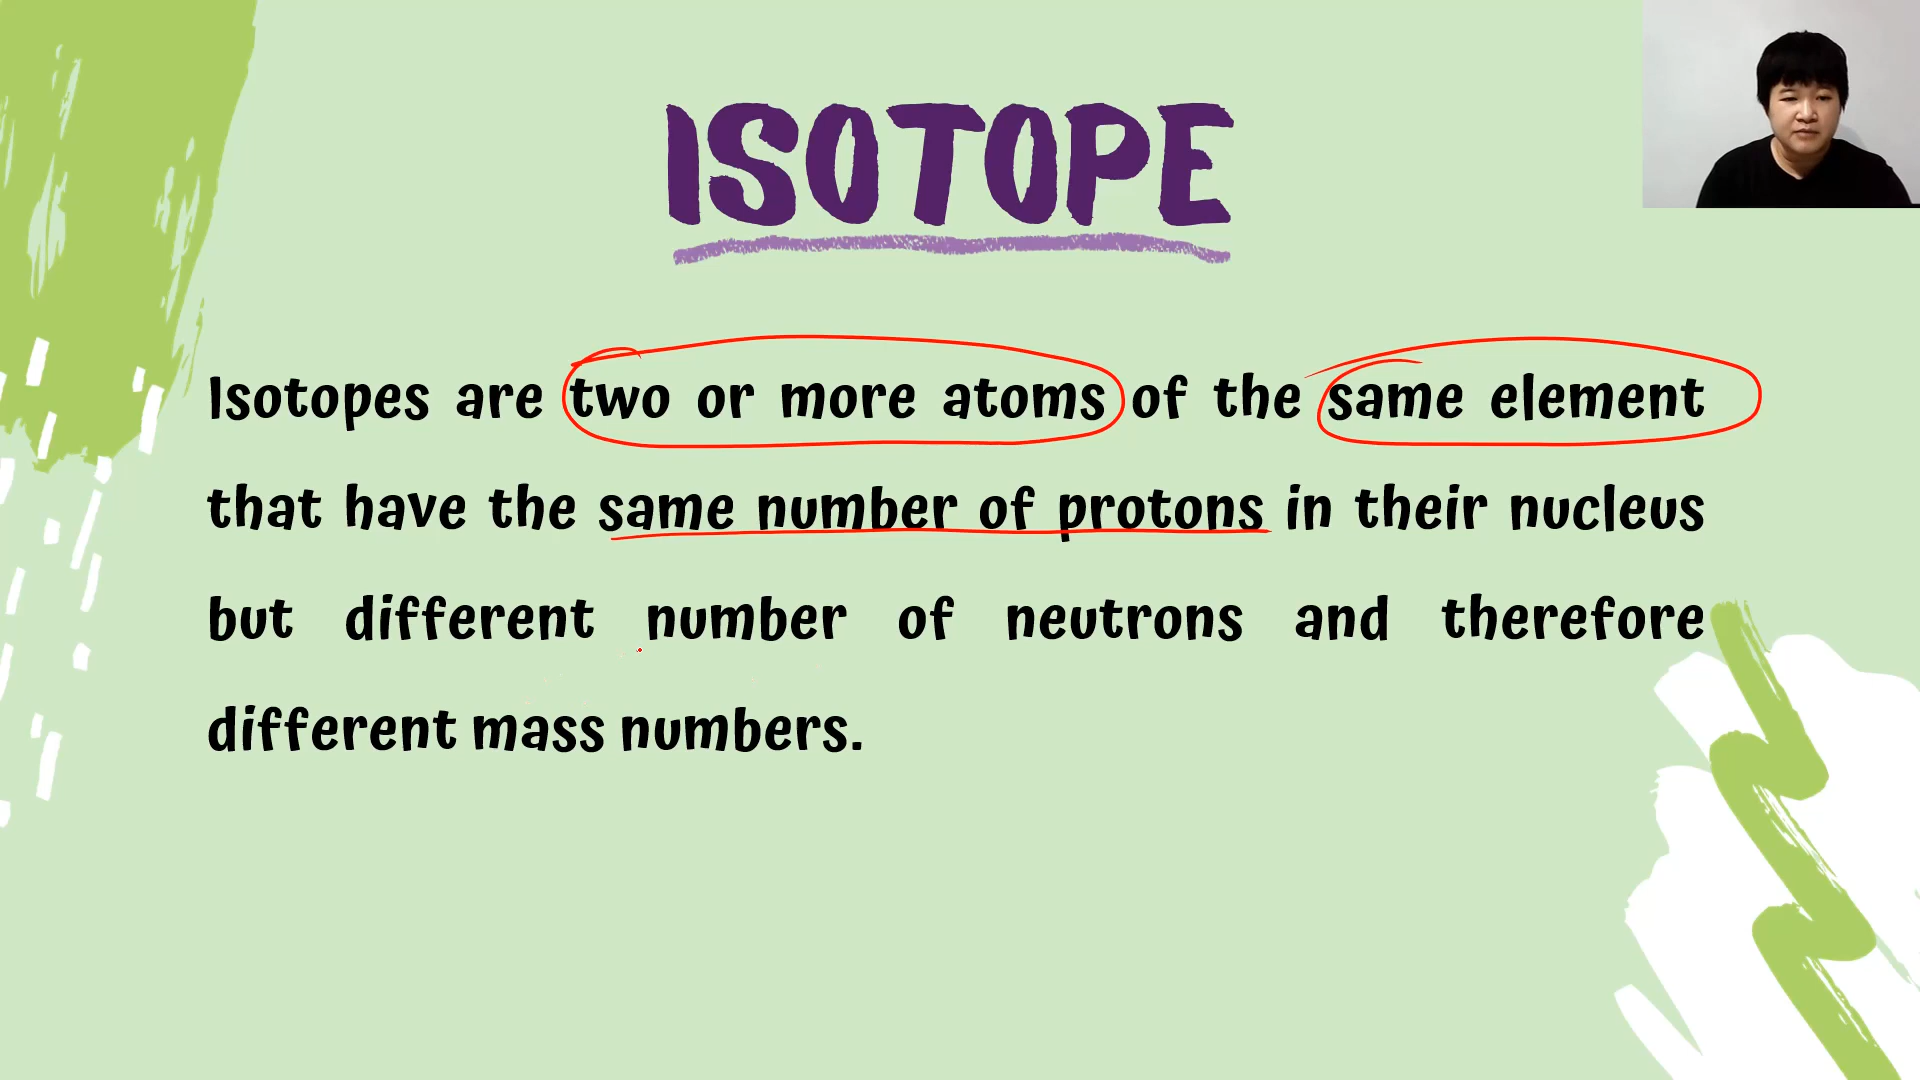 ISOTOPE
Isotopes are two or more atoms of the same element
that have the same number of protons in their nucleus
but different number of neutrons and therefore
different mass numbers.